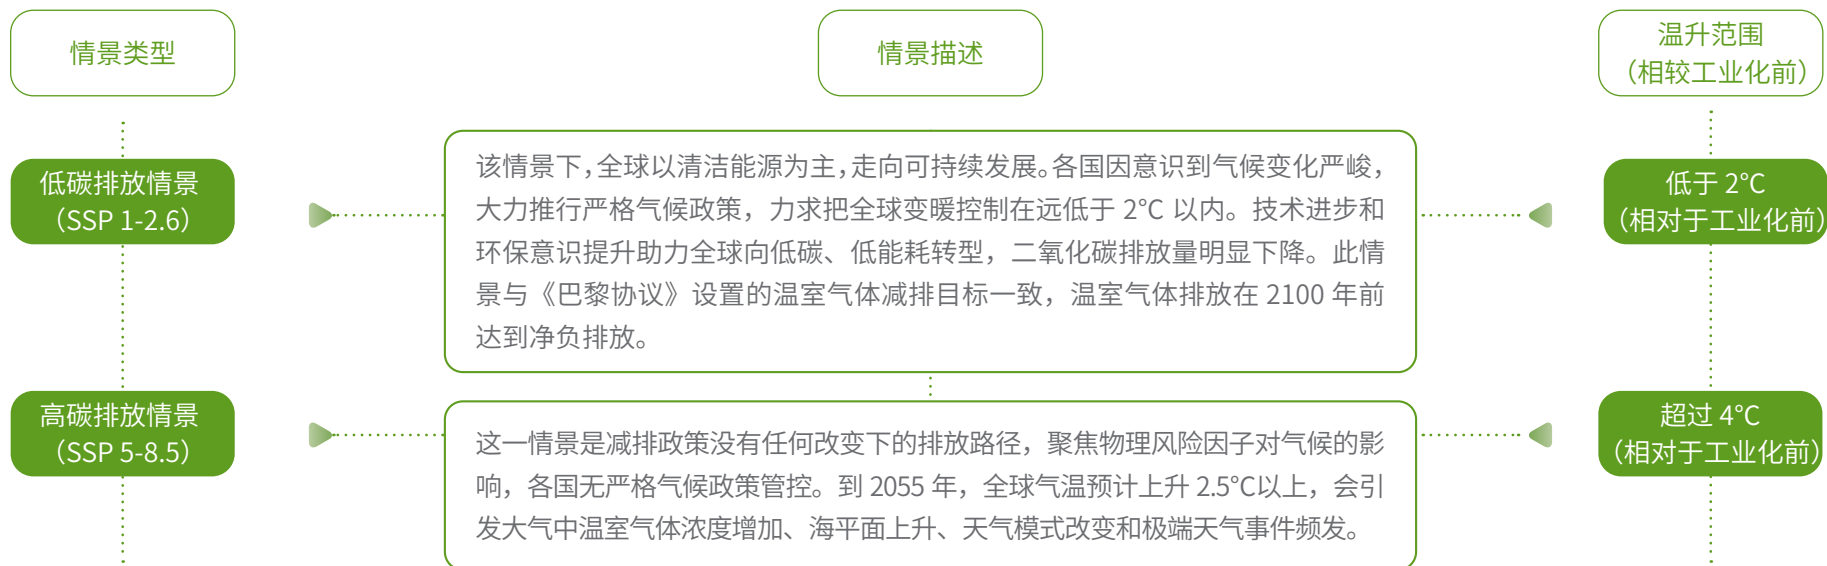 情景类型
情景描述
温升范围
（相较工业化前）
低碳排放情景
（SSP 1-2.6）
该情景下，全球以清洁能源为主，走向可持续发展。各国因意识到气候变化严峻，
大力推行严格气候政策，力求把全球变暖控制在远低于 2℃ 以内。技术进步和
环保意识提升助力全球向低碳、低能耗转型，二氧化碳排放量明显下降。此情
景与《巴黎协议》设置的温室气体减排目标一致，温室气体排放在 2100 年前
达到净负排放。
低于 2℃
（相对于工业化前）
高碳排放情景
（SSP 5-8.5）
这一情景是减排政策没有任何改变下的排放路径，聚焦物理风险因子对气候的影
响，各国无严格气候政策管控。到 2055 年，全球气温预计上升 2.5℃以上，会引
发大气中温室气体浓度增加、海平面上升、天气模式改变和极端天气事件频发。
超过 4℃
（相对于工业化前）